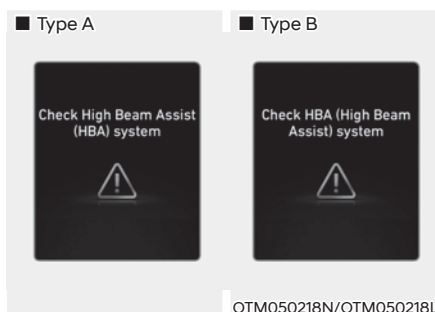 ■ Type A
■ Type B
Check High Beam Assist
(HBA) system
Check HBA (High Beam
Assist) system
OTM050218N/OTM050218L